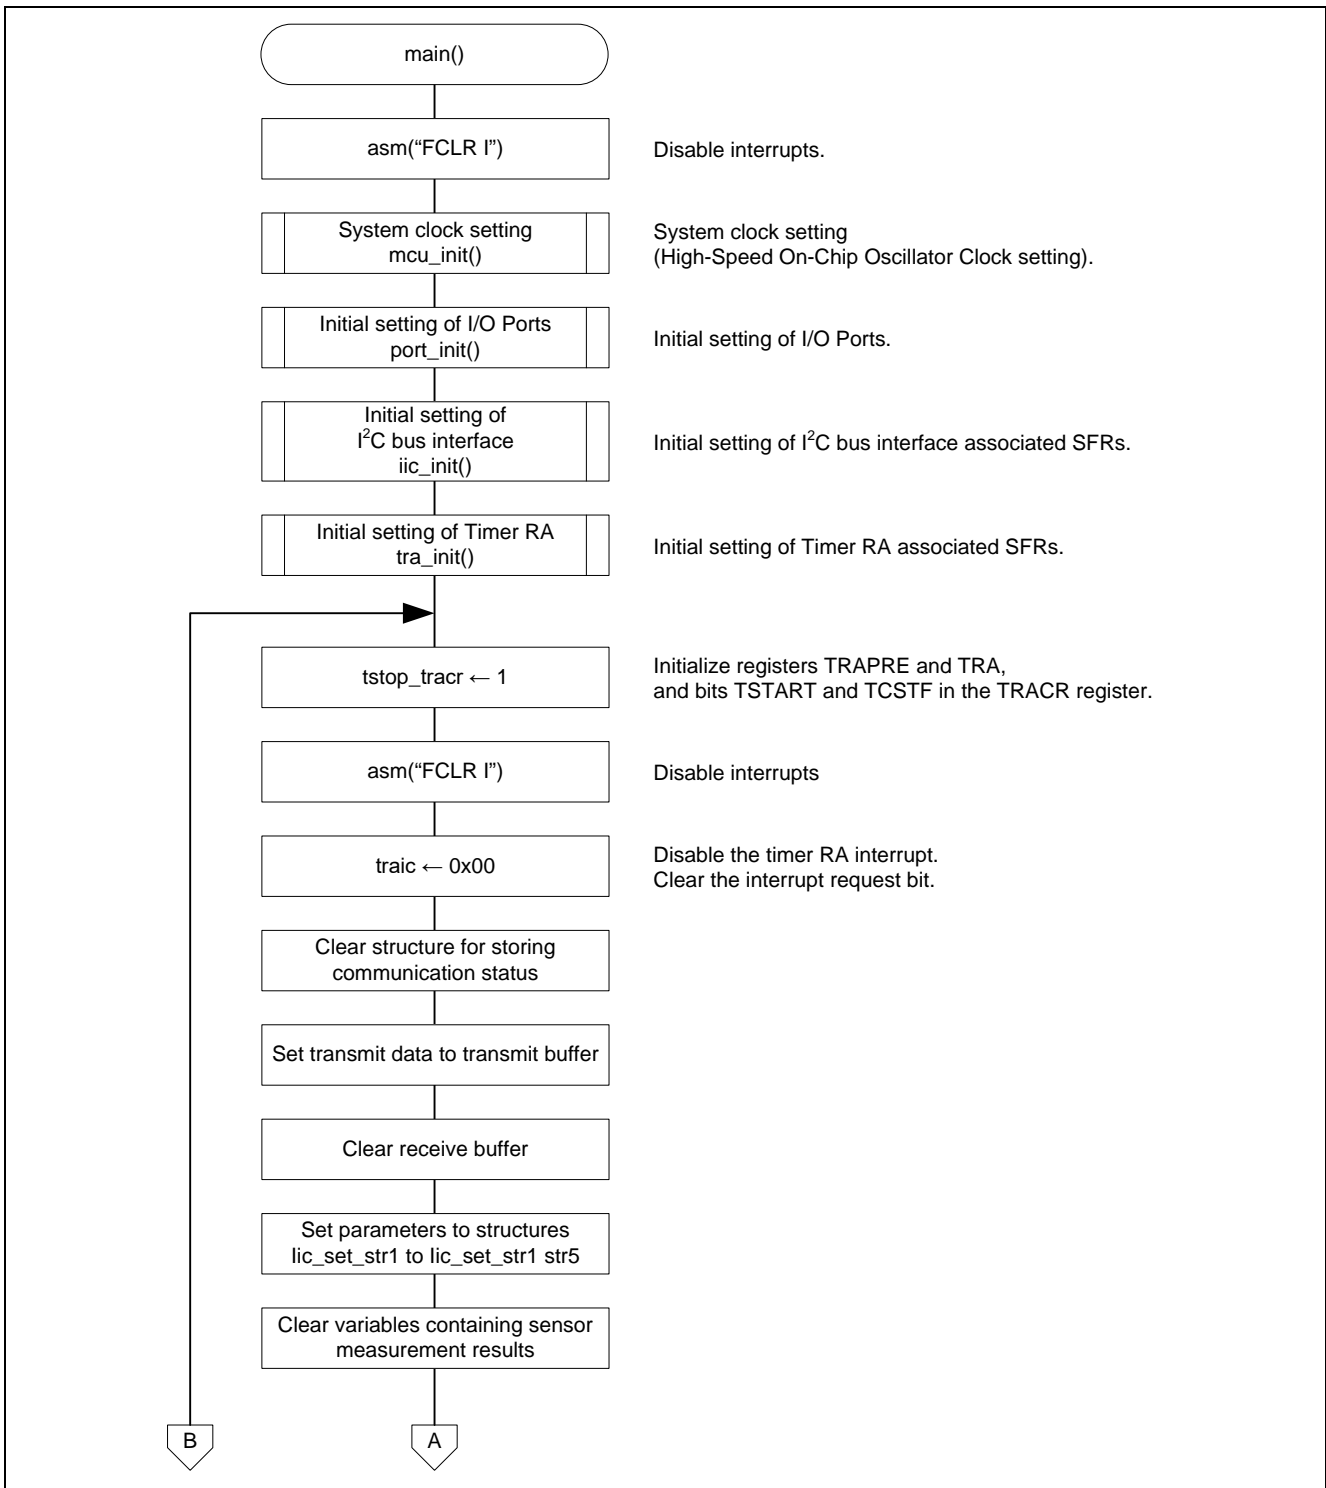 main()
asm(“FCLR I”)
Disable interrupts.
System clock setting
mcu_init()
System clock setting
(High-Speed On-Chip Oscillator Clock setting).
Initial setting of I/O Ports
port_init()
Initial setting of I/O Ports.
Initial setting of
I²C bus interface
iic_init()
Initial setting of I²C bus interface associated SFRs.
Initial setting of Timer RA
tra_init()
Initial setting of Timer RA associated SFRs.
tstop_tracr ← 1
Initialize registers TRAPRE and TRA,
and bits TSTART and TCSTF in the TRACR register.
asm(“FCLR I”)
Disable interrupts
traic ← 0x00
Disable the timer RA interrupt.
Clear the interrupt request bit.
Clear structure for storing
communication status
Set transmit data to transmit buffer
Clear receive buffer
Set parameters to structures
Iic_set_str1 to Iic_set_str1 str5
Clear variables containing sensor
measurement results
B
A